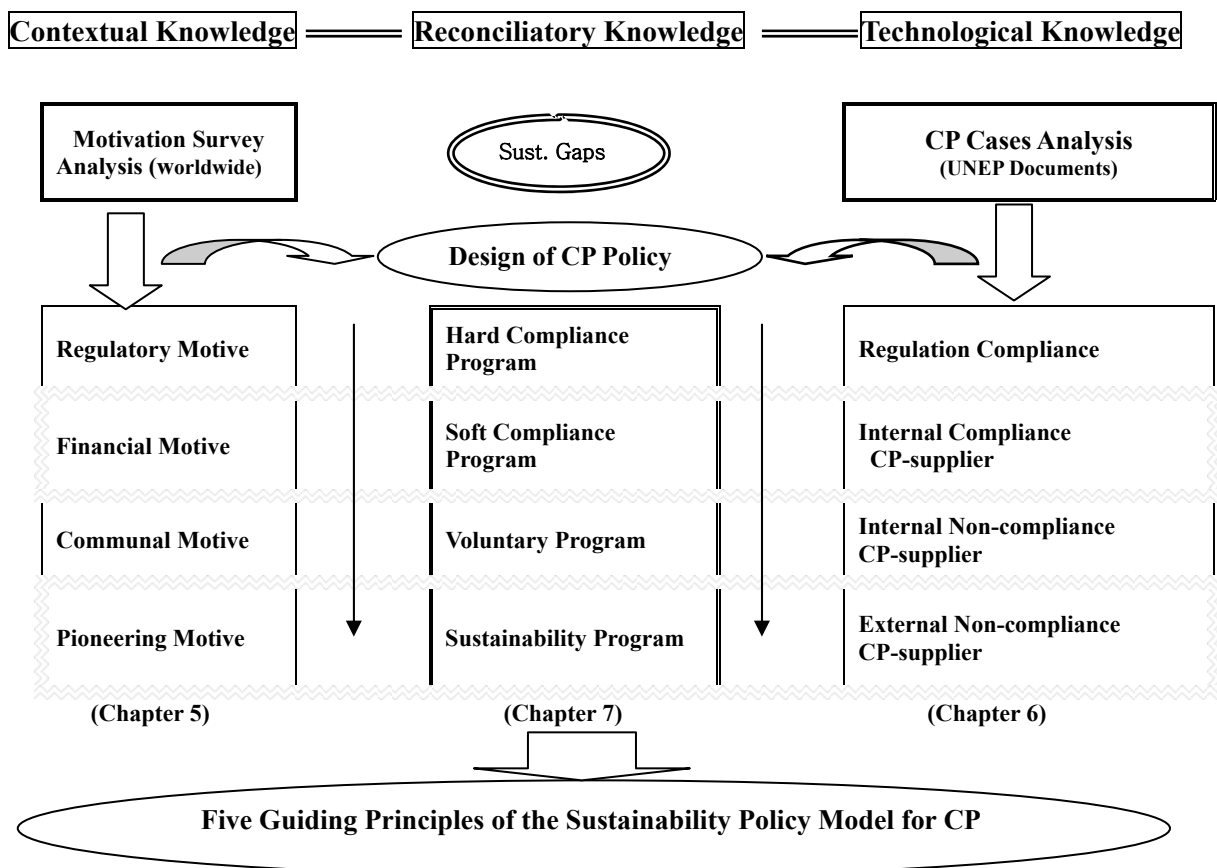 Contextual Knowledge Reconciliatory Knowledge Technological Knowledge
Motivation Survey
Analysis (worldwide)
Sust. Gaps
CP Cases Analysis
(UNEP Documents)
Design of CP Policy
Regulatory Motive
Hard Compliance
Program
Regulation Compliance
Financial Motive
Soft Compliance
Program
Internal Compliance
CP-supplier
Communal Motive
Voluntary Program
Internal Non-compliance
CP-supplier
Pioneering Motive
Sustainability Program
External Non-compliance
CP-supplier
(Chapter 5) (Chapter 7) (Chapter 6)
Five Guiding Principles of the Sustainability Policy Model for CP